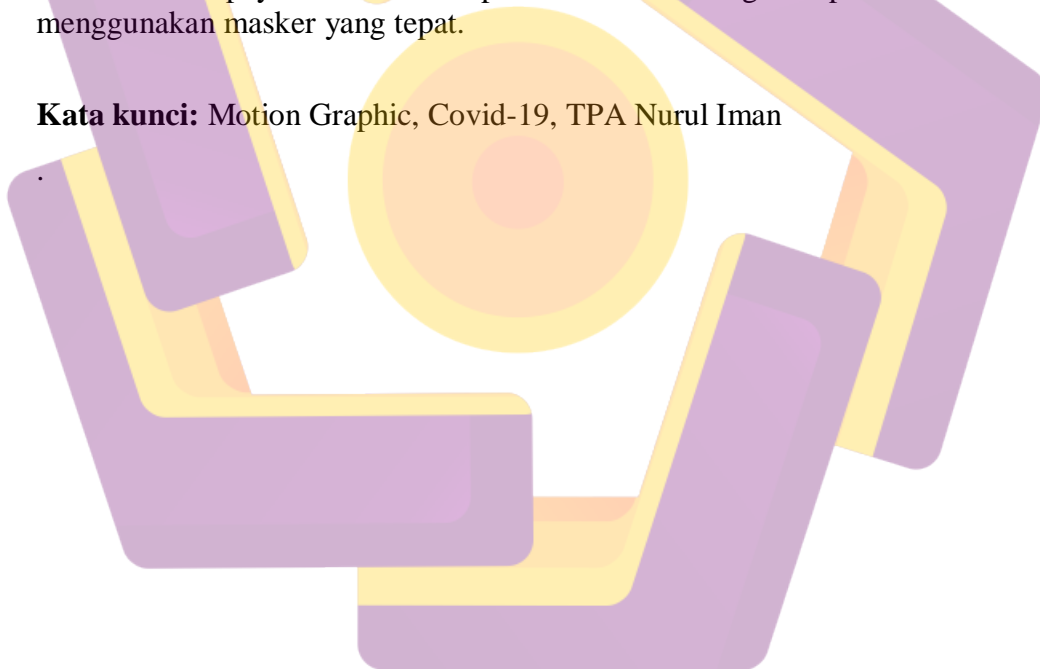 menggunakan masker yang tepat.
Kata kunci: Motion Graphic, Covid-19, TPA Nurul Iman
.